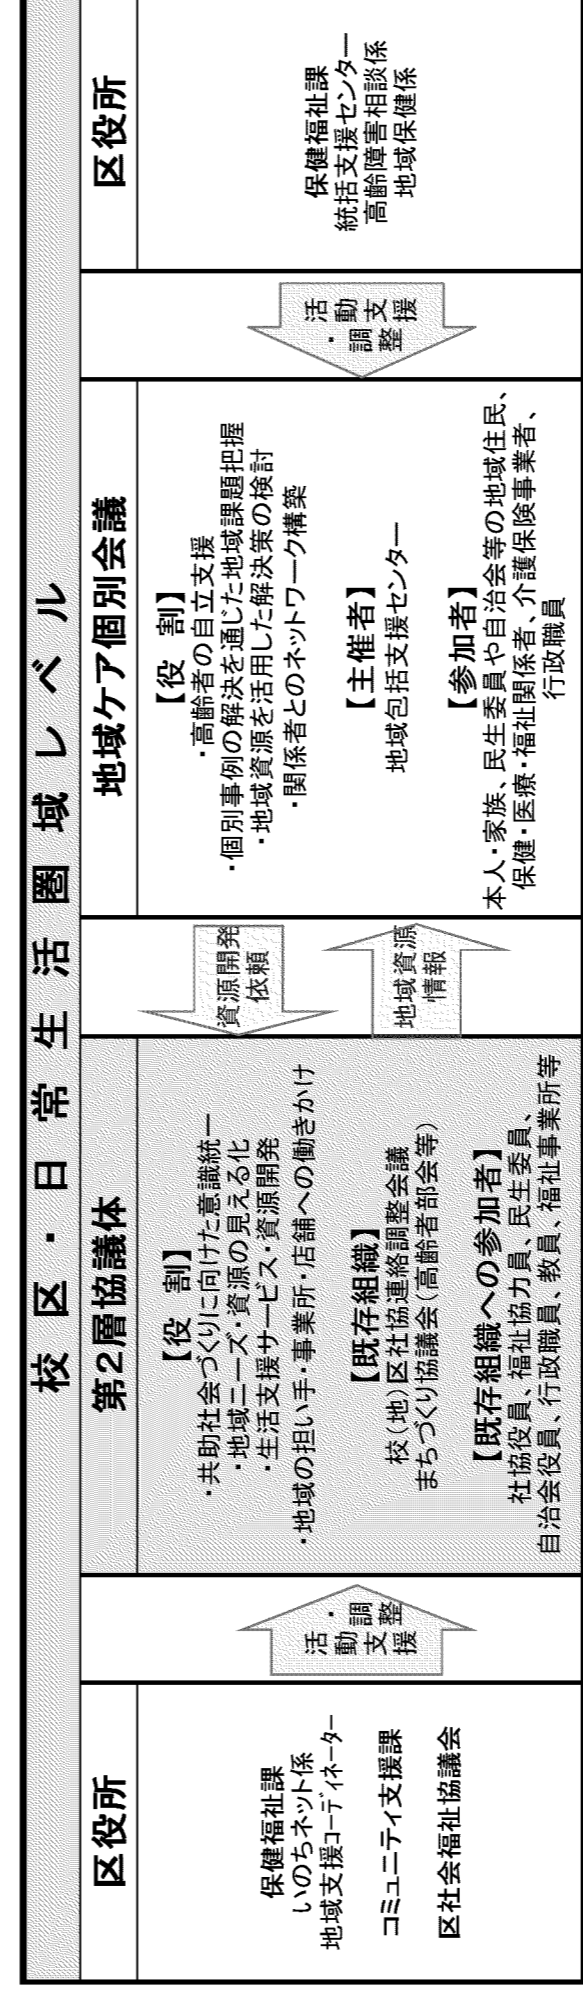 校区・日常生活圏域レベル
区役所
保健福祉課
いのちネット係
地域支援コーディネーター
コミュニティ支援課
区社会福祉協議会
活動支援
・調整
第２層協議体
【役　割】
・共助社会づくりに向けた意識統一
・地域ニーズ・資源の見える化
・生活支援サービス・資源開発
・地域の担い手・事業所・店舗への働きかけ
【既存組織】
校（地）区社協連絡調整会議
まちづくり協議会（高齢者部会等）
【既存組織への参加者】
社協役員、福祉協力員、民生委員、
自治会役員、行政職員、教員、福祉事業所等
資源開発
依頼
地域資源
情報
地域ケア個別会議
【役　割】
・高齢者の自立支援
・個別事例の解決を通じた地域課題把握
・地域資源を活用した解決策の検討
・関係者とのネットワーク構築
【主催者】
地域包括支援センター
【参加者】
本人・家族、民生委員や自治会等の地域住民、
保健・医療・福祉関係者、介護保険事業者、
行政職員
活動支援
・調整
区役所
保健福祉課
統括支援センター
高齢障害相談係
地域保健係